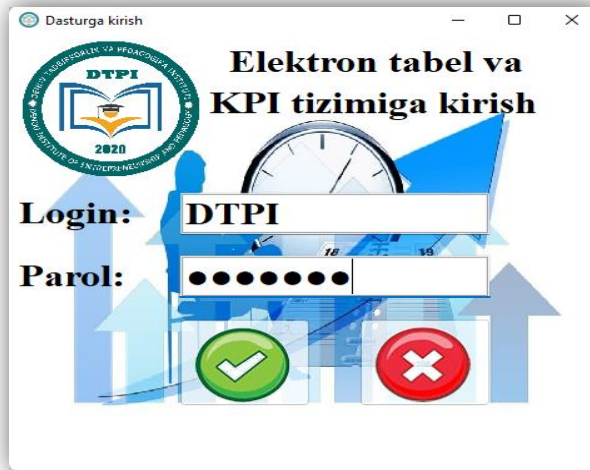 Dasturga kirish
DTPI
2020
Elektron tabel va
KPI tizimiga kirish
Login:
DTPI
Parol:
●●●●●●●
18
19